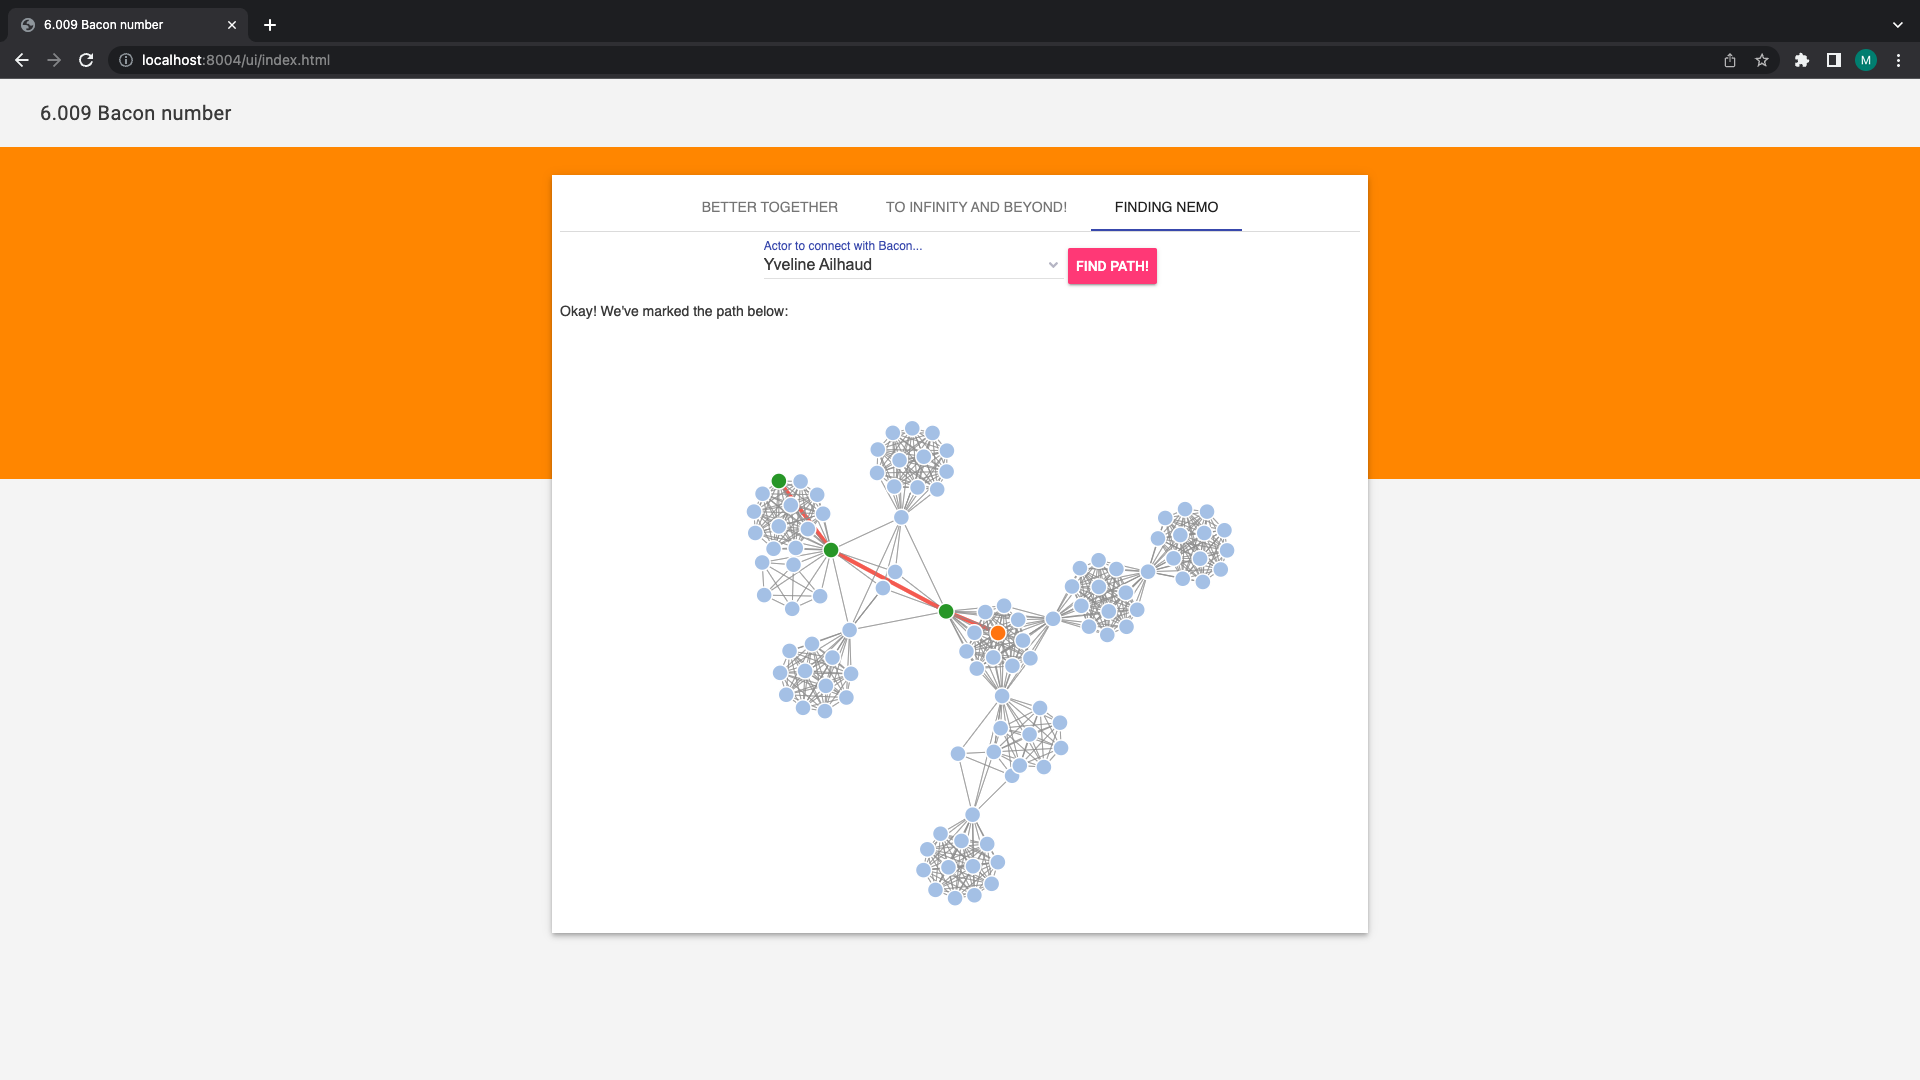 6.009 Bacon number
localhost:8004/ui/index.html
M
6.009 Bacon number
BETTER TOGETHER
TO INFINITY AND BEYOND!
FINDING NEMO
Actor to connect with Bacon...
Yveline Ailhaud
FIND PATH!
Okay! We've marked the path below: